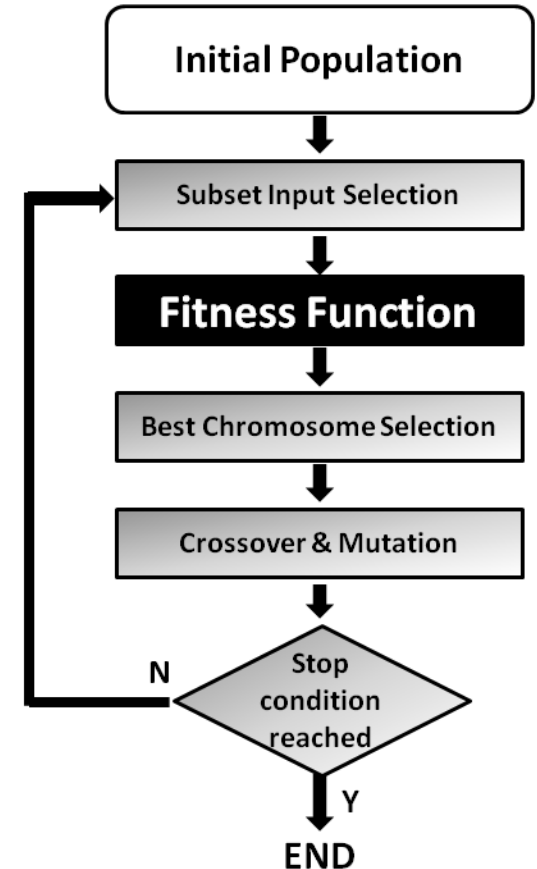 Initial Population
Subset Input Selection
Fitness Function
Best Chromosome Selection
Crossover & Mutation
Stop
condition
reached
N
Y
END